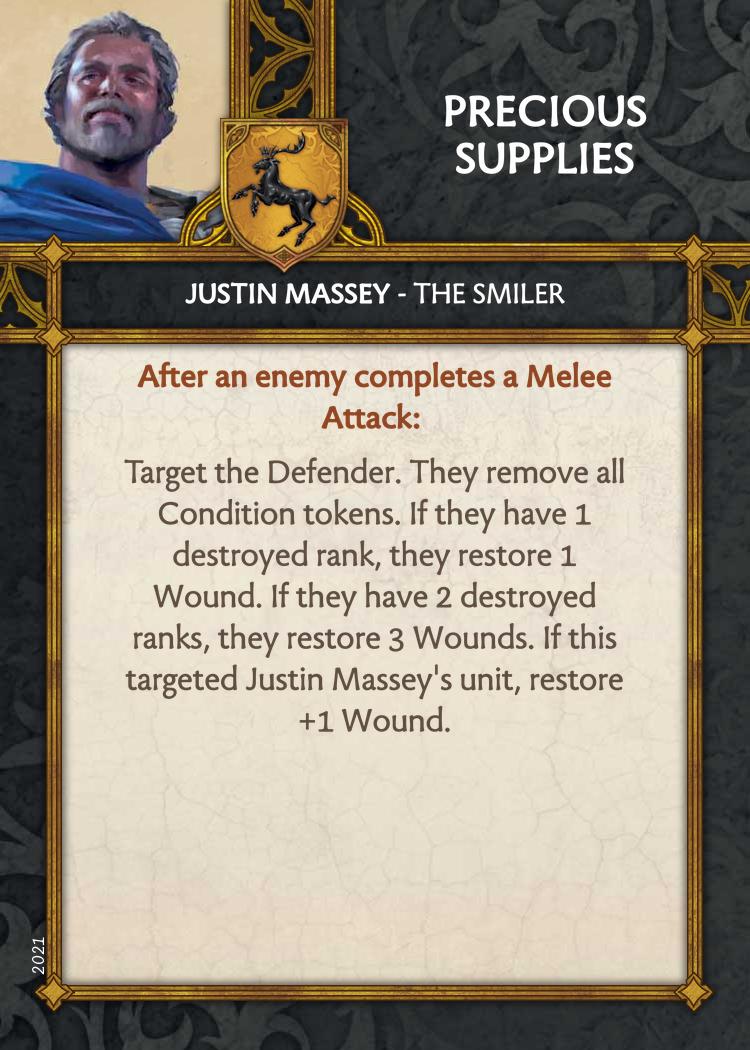 PRECIOUS
SUPPLIES
JUSTIN MASSEY - THE SMILER
After an enemy completes a Melee
Attack:
Target the Defender. They remove all
Condition tokens. If they have 1
destroyed rank, they restore 1
Wound. If they have 2 destroyed
ranks, they restore 3 Wounds. If this
targeted Justin Massey's unit, restore
+1 Wound.
2021